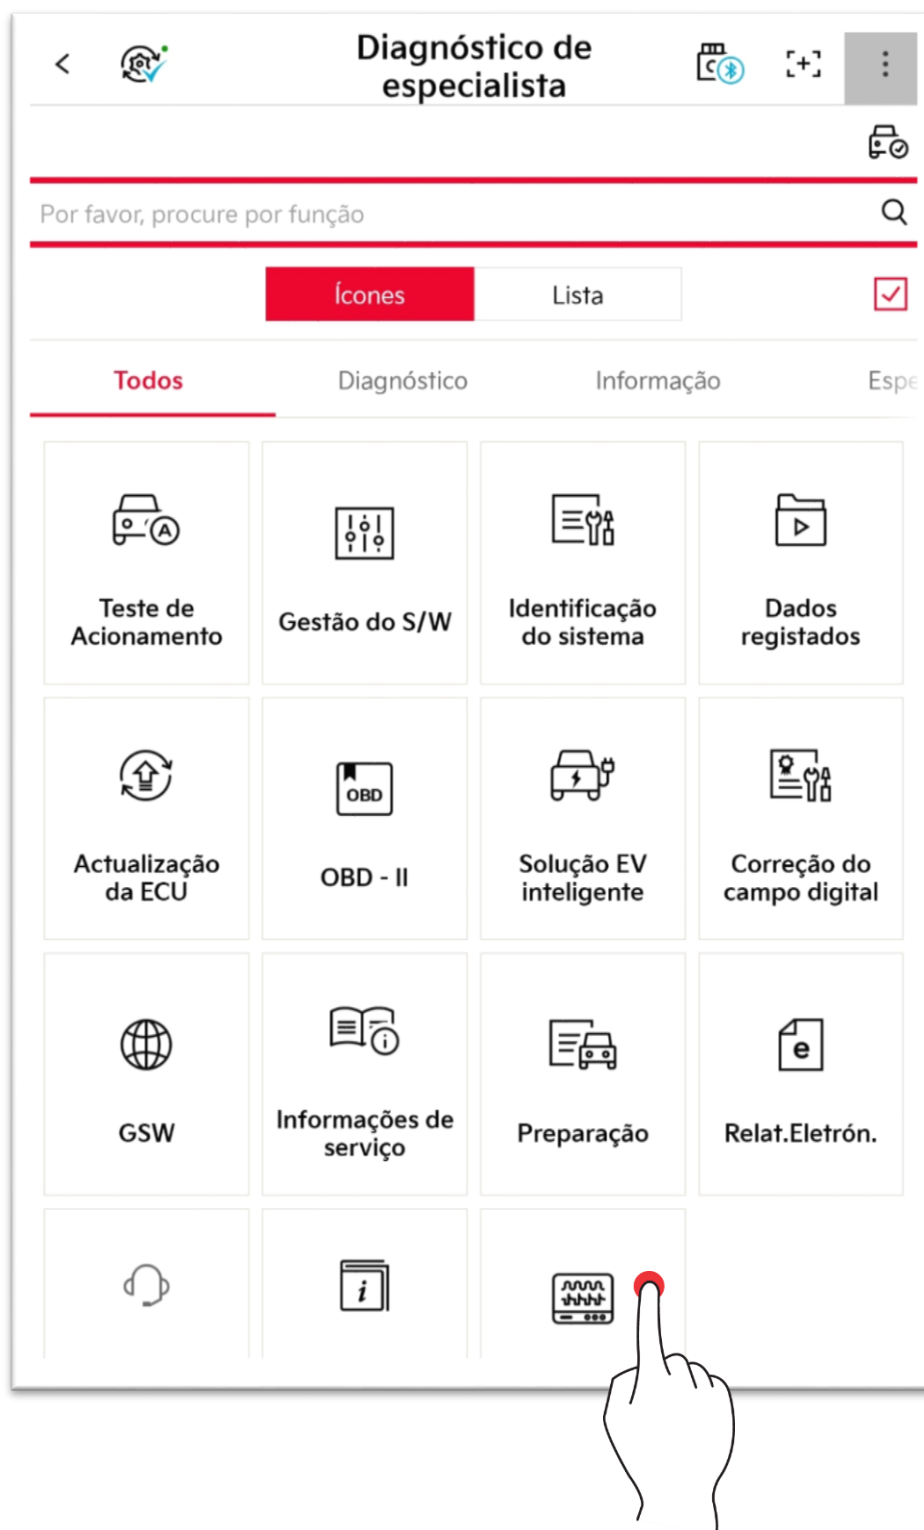 Diagnóstico de
especialista
Por favor, procure por função
Ícones
Lista
Todos
Diagnóstico
Informação
Espe
Teste de
Acionamento
Gestão do S/W
Identificação
do sistema
Dados
registados
Actualização
da ECU
OBD
OBD - II
Solução EV
inteligente
Correção do
campo digital
GSW
Informações de
serviço
Preparação
e
Relat.Eletrón.
i